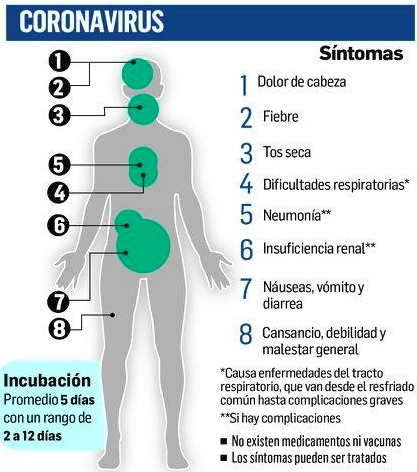 CORONAVIRUS
Síntomas
1 Dolor de cabeza
2 Fiebre
3 Tos seca
4 Dificultades respiratorias*
5 Neumonía**
6 Insuficiencia renal**
7 Náuseas, vómito y
diarrea
8 Cansancio, debilidad y
malestar general
*Causa enfermedades del tracto
respiratorio, que van desde el resfriado
común hasta complicaciones graves
**Si hay complicaciones
■ No existen medicamentos ni vacunas
■ Los síntomas pueden ser tratados
1
2
3
5
4
6
7
8
Incubación
Promedio 5 días
con un rango de
2 a 12 días